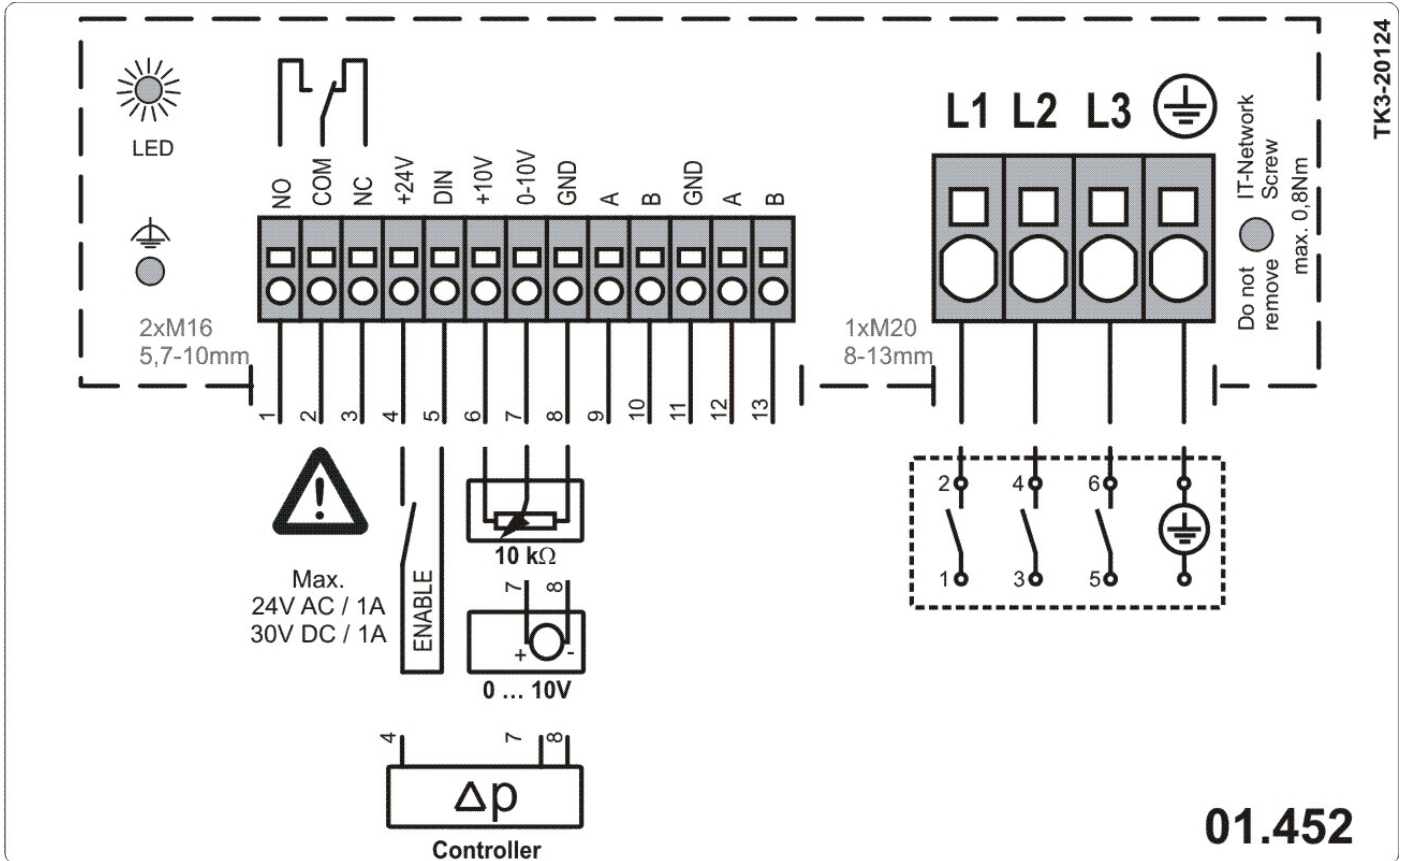 TK3-20124
LED
L1 L2 L3
NO COM NC +24V DIN +10V 0-10V GND A B GND A B
IT-Network
Screw
max. 0,8Nm
Do not
remove
2xM16
5,7-10mm
1xM20
8-13mm
1 2 3 4 5 6 7 8 9 10 11 12 13
!
Max.
24V AC / 1A
30V DC / 1A
ENABLE
10 kΩ
7 8
+ -
0 ... 10V
2 4 6
1 3 5
4 7 8
Δp
Controller
01.452